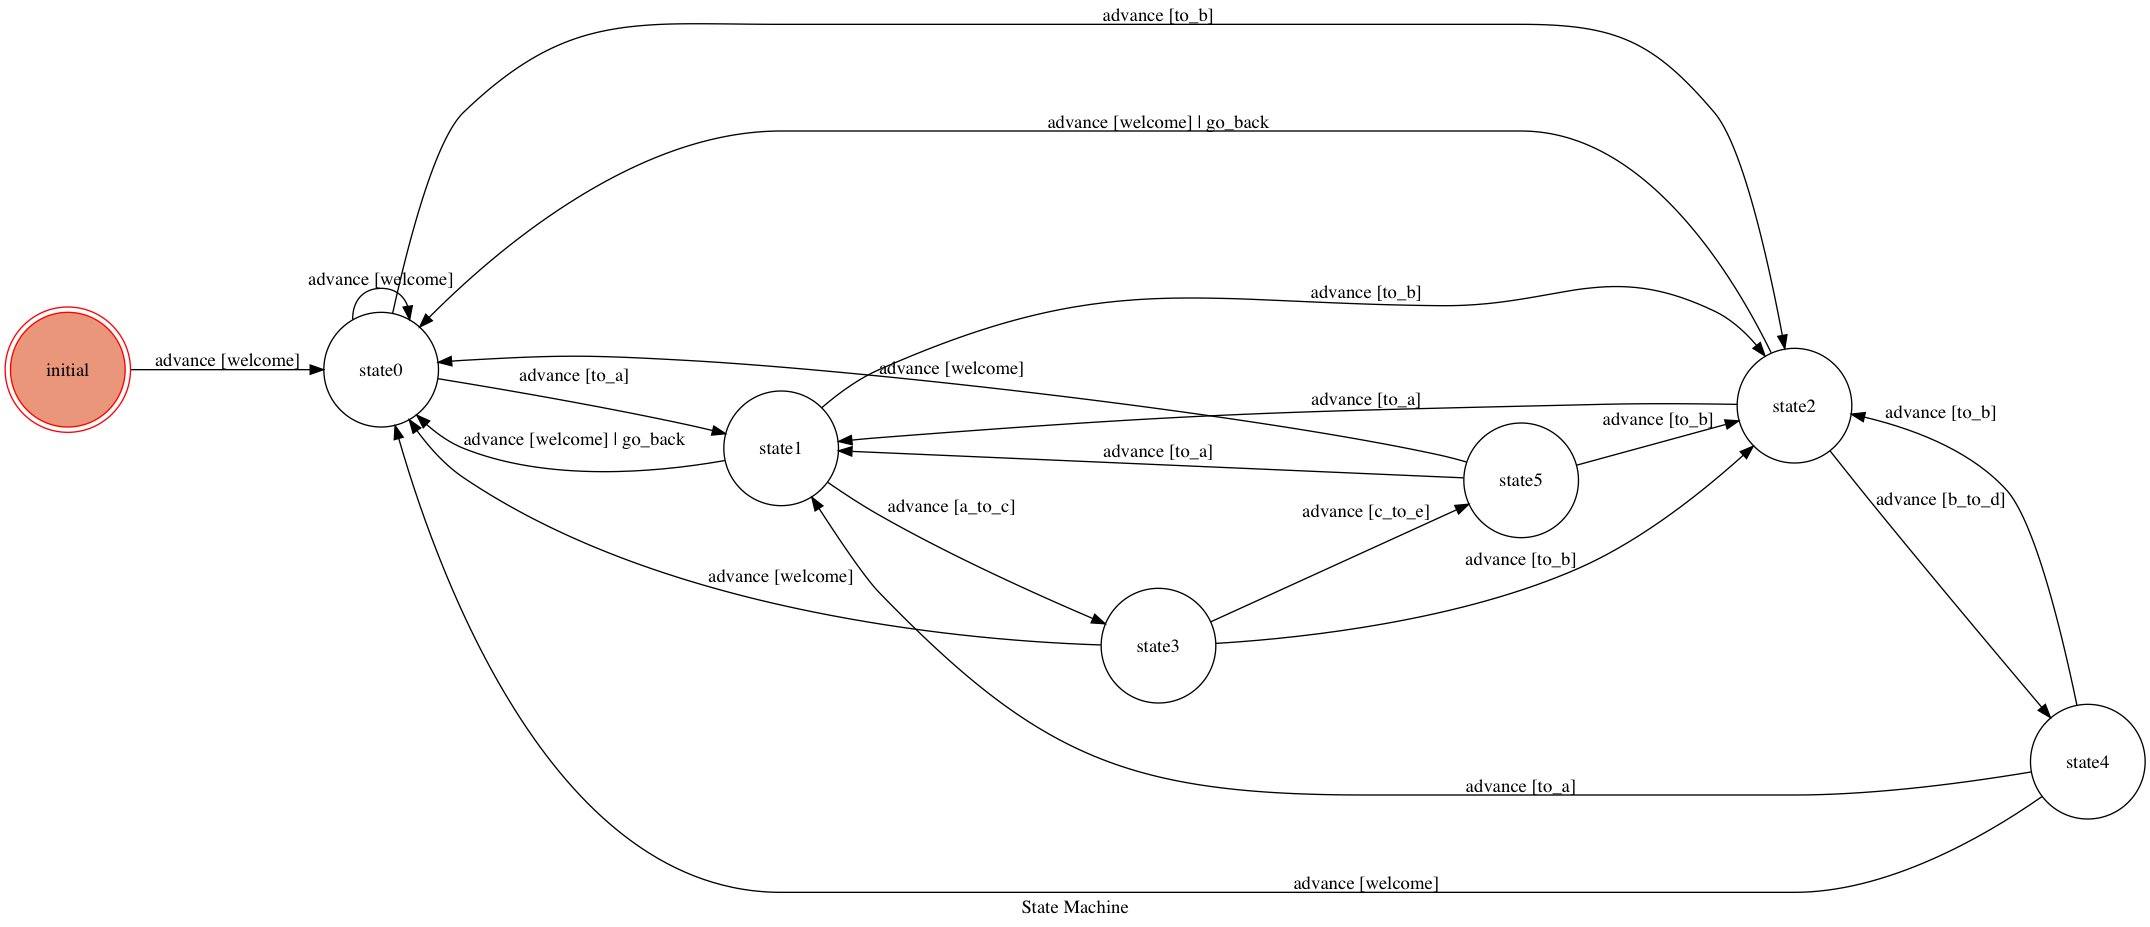 advance [to_b]
advance [welcome] | go_back
advance [welcome]
advance [to_b]
initial
advance [welcome]
state0
advance [to_a]
advance [welcome]
advance [to_a]
state2
advance [to_b]
advance [to_b]
advance [welcome] | go_back
state1
advance [to_a]
state5
advance [a_to_c]
advance [c_to_e]
advance [b_to_d]
advance [to_b]
advance [welcome]
state3
state4
advance [to_a]
advance [welcome]
State Machine